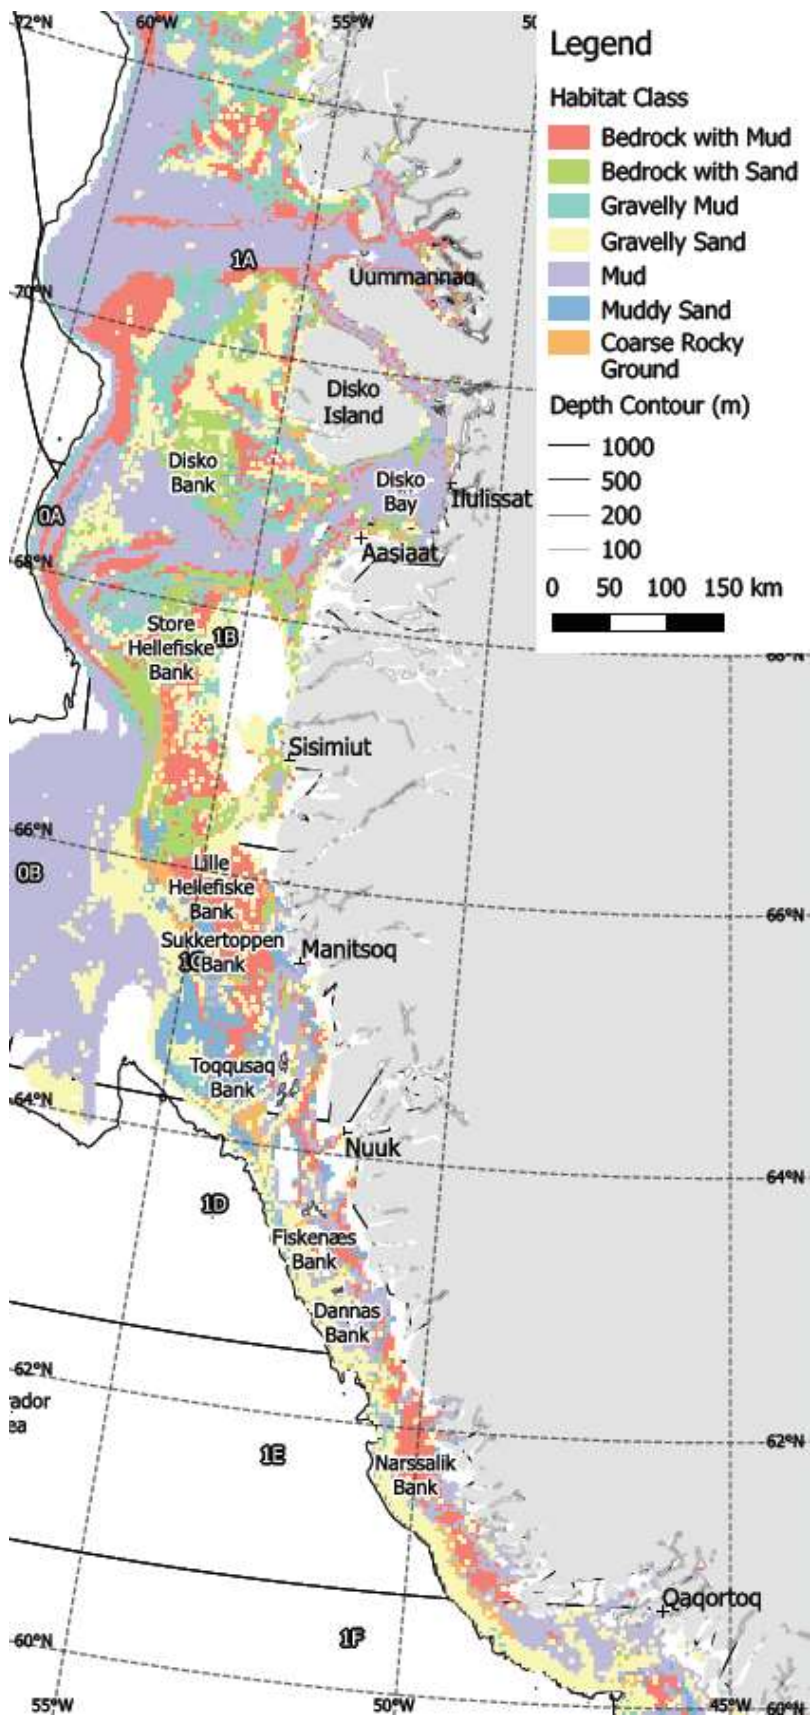 72°N
60°W
55°W
50
Legend
Habitat Class
Bedrock with Mud
Bedrock with Sand
Gravelly Mud
Gravelly Sand
Mud
Muddy Sand
Coarse Rocky
Ground
Depth Contour (m)
1000
500
200
100
0 50 100 150 km
1A
Uummannaq
70°N
Disko
Island
Disko
Bank
Disko
Bay
Ilulissat
0A
Aasiaat
68°N
Store
Hellefiske
Bank
1B
68°N
Sisimiut
66°N
0B
Lille
Hellefiske
Bank
66°N
Sukkertoppen
Bank
1C
Manitsoq
Toqqusaq
Bank
64°N
Nuuk
64°N
1D
Fiskenæs
Bank
Dannas
Bank
62°N
rador
ea
62°N
1E
Narssalik
Bank
Qaqortoq
60°N
1F
55°W
50°W
45°W
60°N